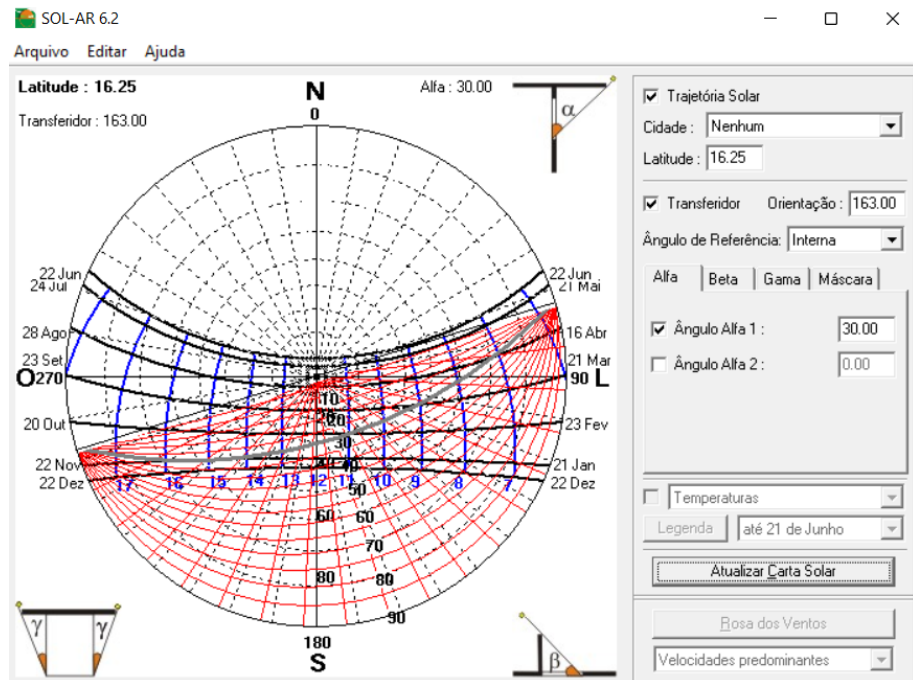 SOL-AR 6.2
Arquivo Editar Ajuda
Latitude : 16.25
Transferidor : 163.00
Alfa : 30.00
N
0
α
22 Jun
24 Jul
28 Ago
23 Set
O 270
20 Out
22 Nov
22 Dez
22 Jun
21 Mai
16 Abr
21 Mar
90 L
23 Fev
21 Jan
22 Dez
10
20
30
40
50
60 60
70
80 80
90
17 16 15 14 13 12 11 10 9 8 7
180
S
γ γ
β
Trajetória Solar
Cidade : Nenhum
Latitude : 16.25
Transferidor Orientação : 163.00
Ângulo de Referência: Interna
Alfa Beta Gama Máscara
Ângulo Alfa 1 : 30.00
Ângulo Alfa 2 : 0.00
Temperaturas
Legenda até 21 de Junho
Atualizar Carta Solar
Rosa dos Ventos
Velocidades predominantes